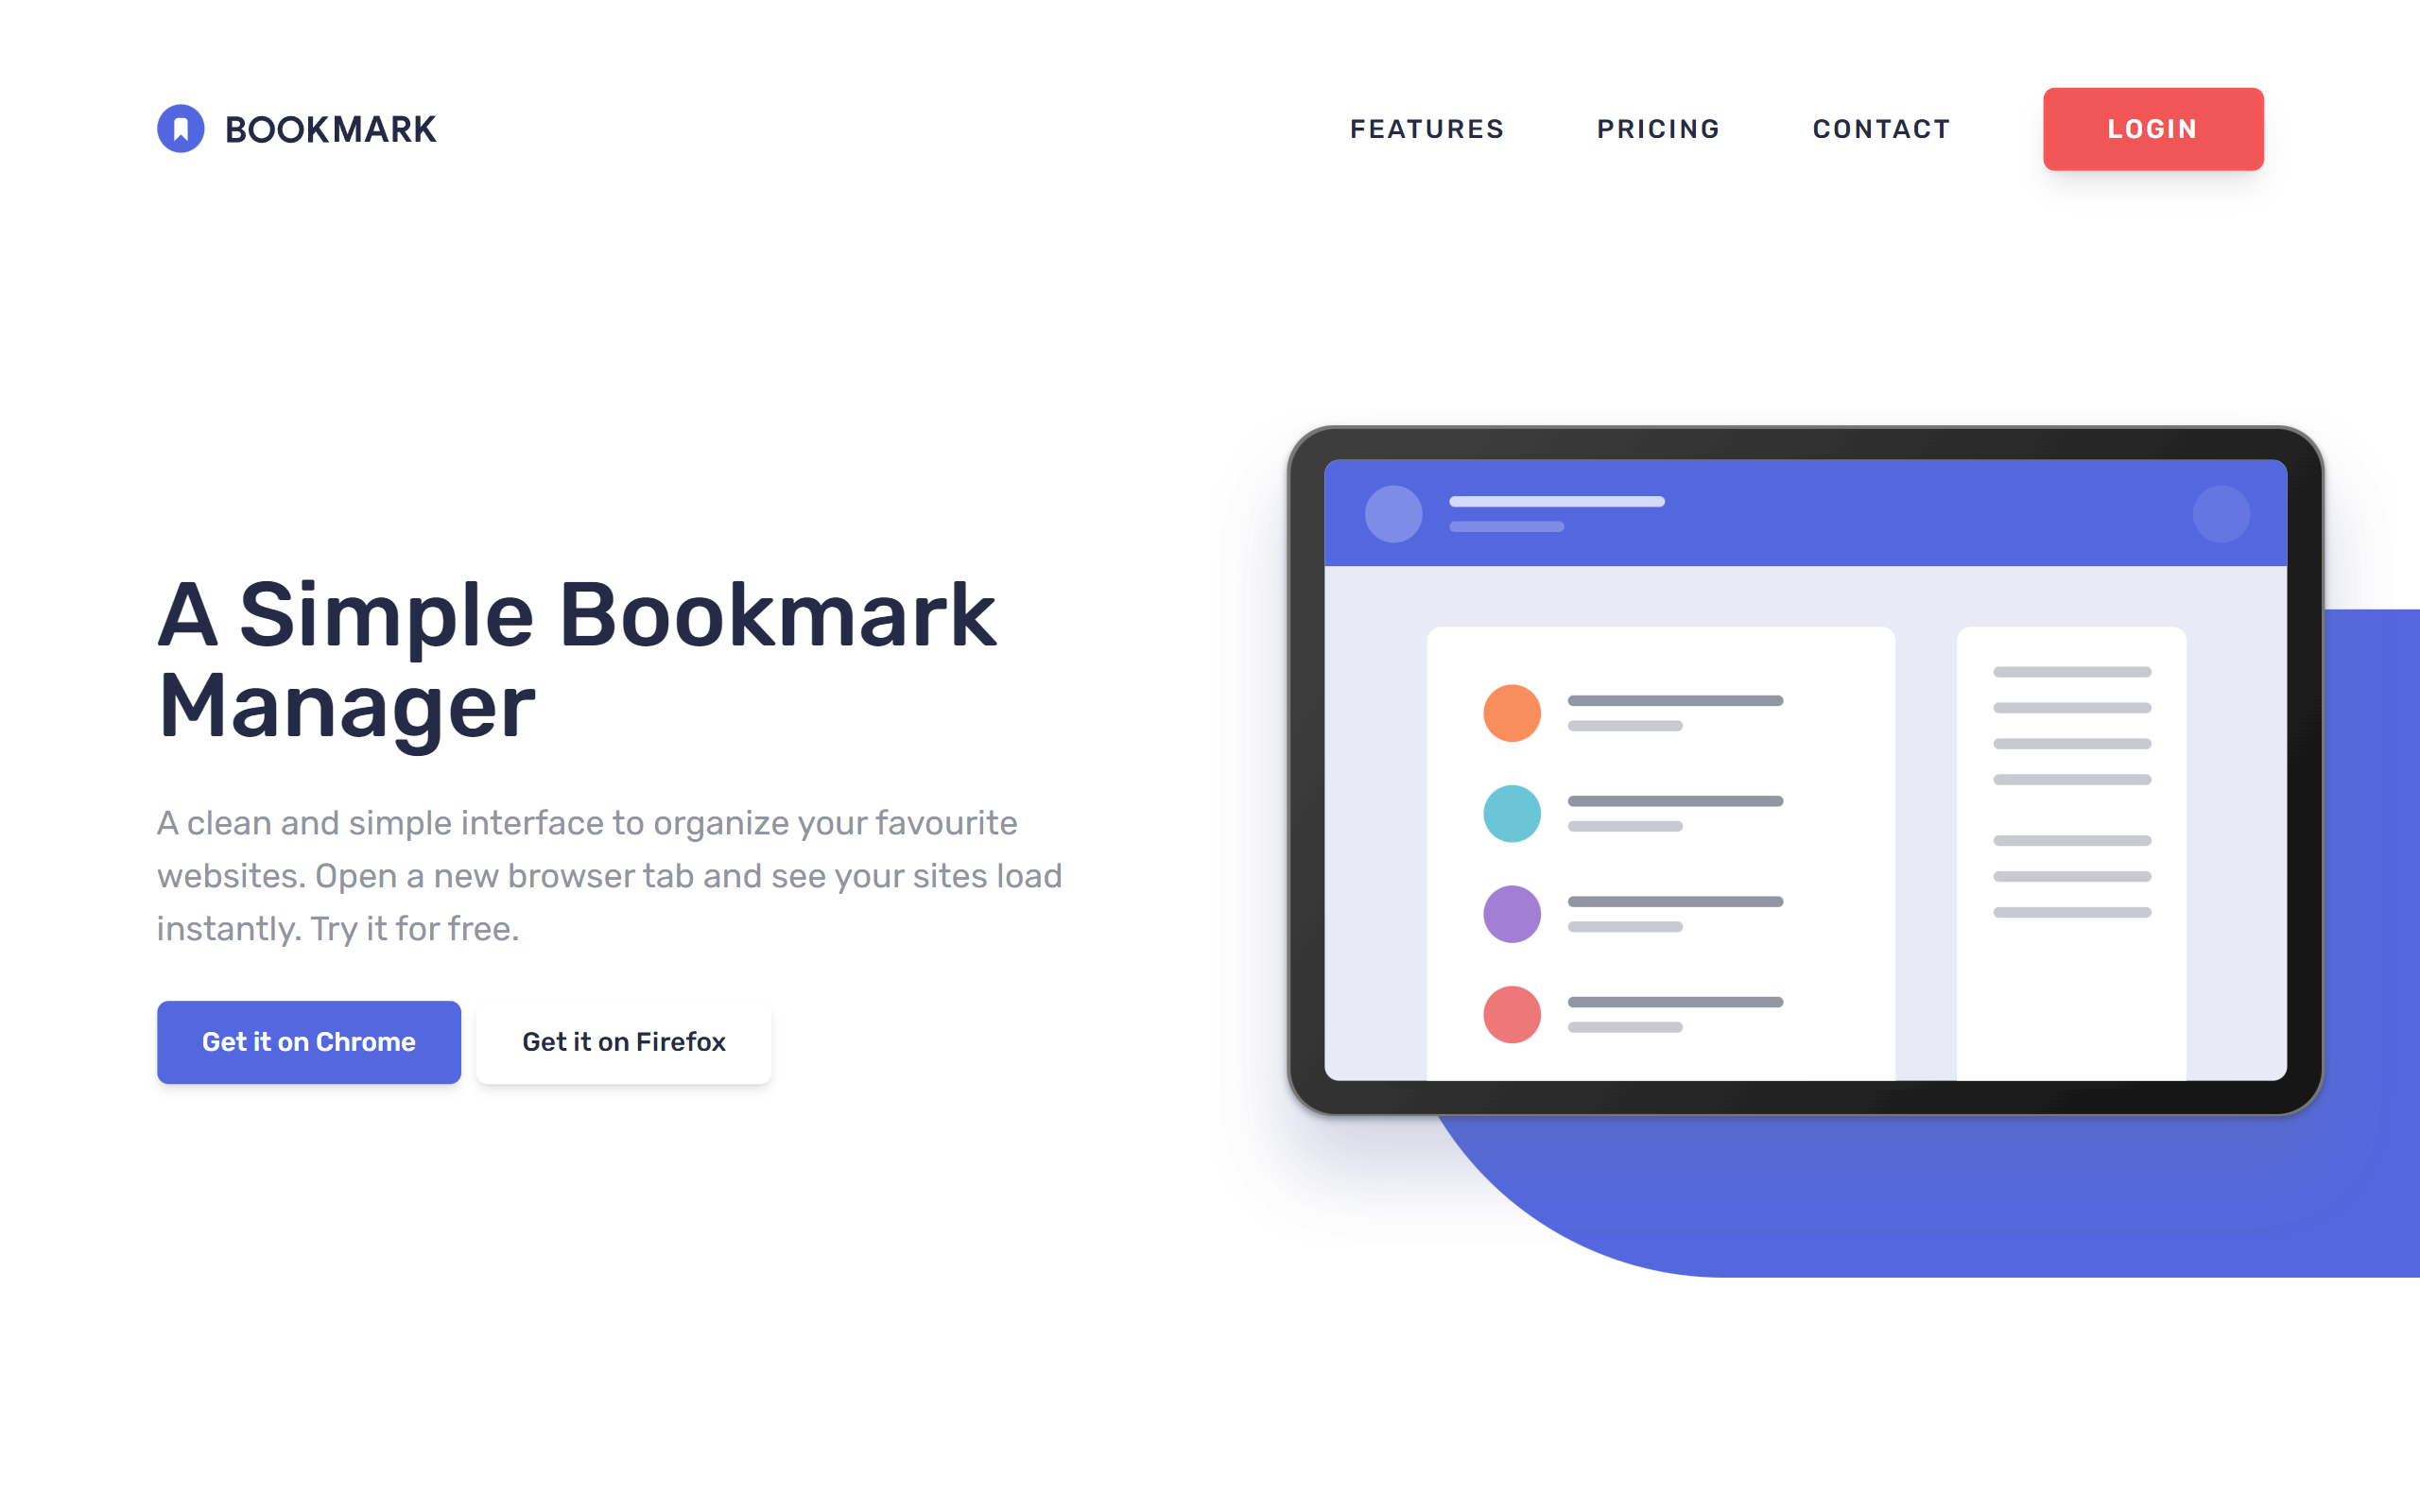 BOOKMARK
FEATURES
PRICING
CONTACT
LOGIN
A Simple Bookmark
Manager
A clean and simple interface to organize your favourite
websites. Open a new browser tab and see your sites load
instantly. Try it for free.
Get it on Chrome
Get it on Firefox